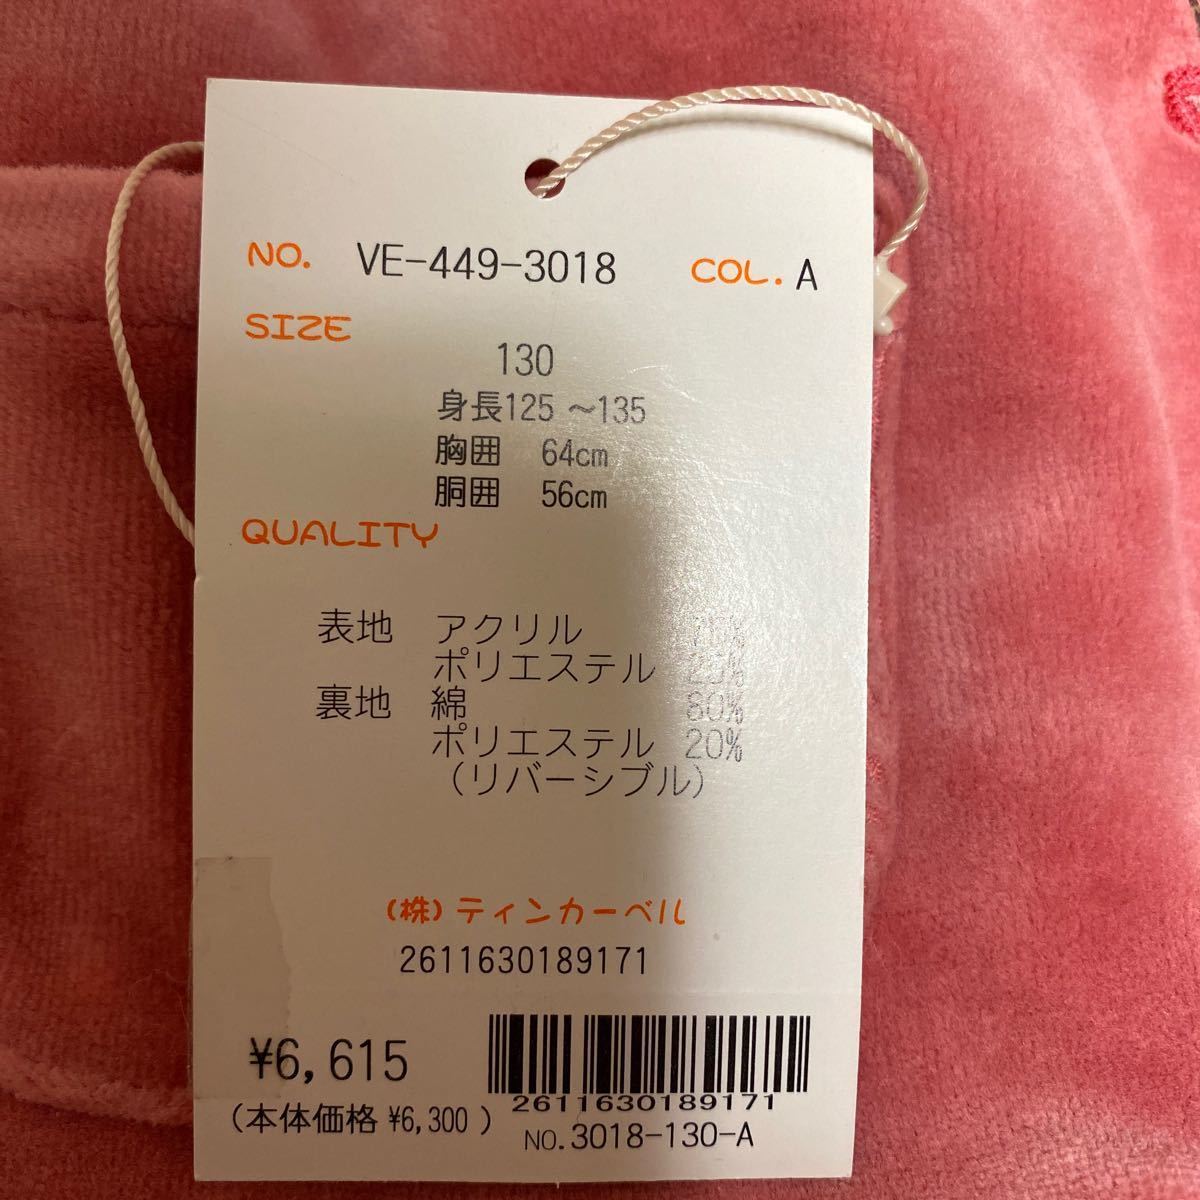 NO. VE-449-3018 COL. A
SIZE
130
身長125 ～135
胸囲 64cm
胴囲 56cm
QUALITY
表地 アクリル
ポリエステル
裏地 綿 80%
ポリエステル 20%
(リバーシブル)
(株) ティンカーベル
2611630189171
¥6,615
(本体価格 ¥6,300 )
2611630189171
NO.3018-130-A